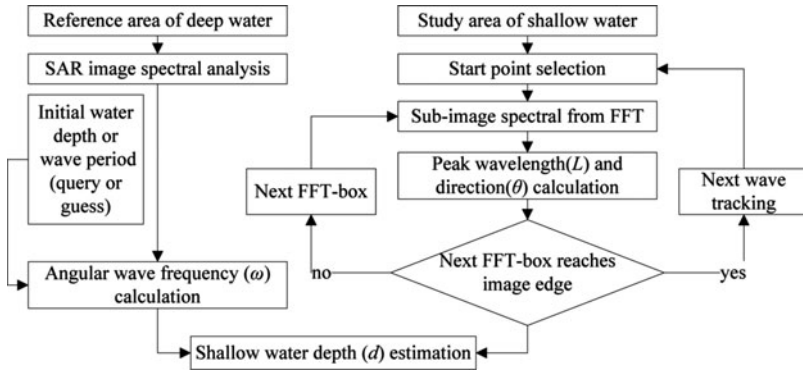 Reference area of deep water
SAR image spectral analysis
Initial water
depth or
wave period
(query or
guess)
Angular wave frequency (ω)
calculation
Study area of shallow water
Start point selection
Sub-image spectral from FFT
Peak wavelength(L) and
direction(θ) calculation
Next FFT-box
Next wave
tracking
no
Next FFT-box reaches
image edge
yes
Shallow water depth (d) estimation